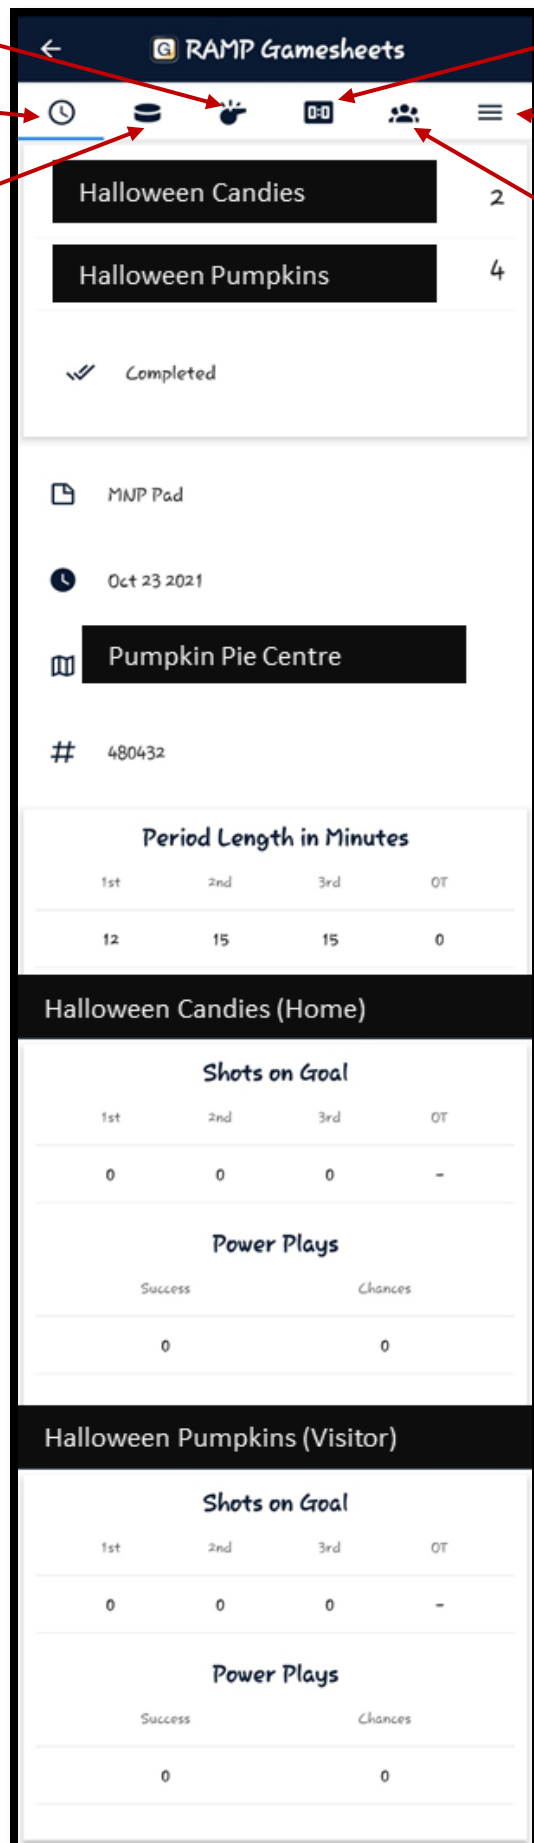 G RAMP Gamesheets
0:0
Halloween Candies 2
Halloween Pumpkins 4
Completed
MNP Pad
Oct 23 2021
Pumpkin Pie Centre
# 480432
Period Length in Minutes
1st 2nd 3rd OT
12 15 15 0
Halloween Candies (Home)
Shots on Goal
1st 2nd 3rd OT
0 0 0 -
Power Plays
Success Chances
0 0
Halloween Pumpkins (Visitor)
Shots on Goal
1st 2nd 3rd OT
0 0 0 -
Power Plays
Success Chances
0 0